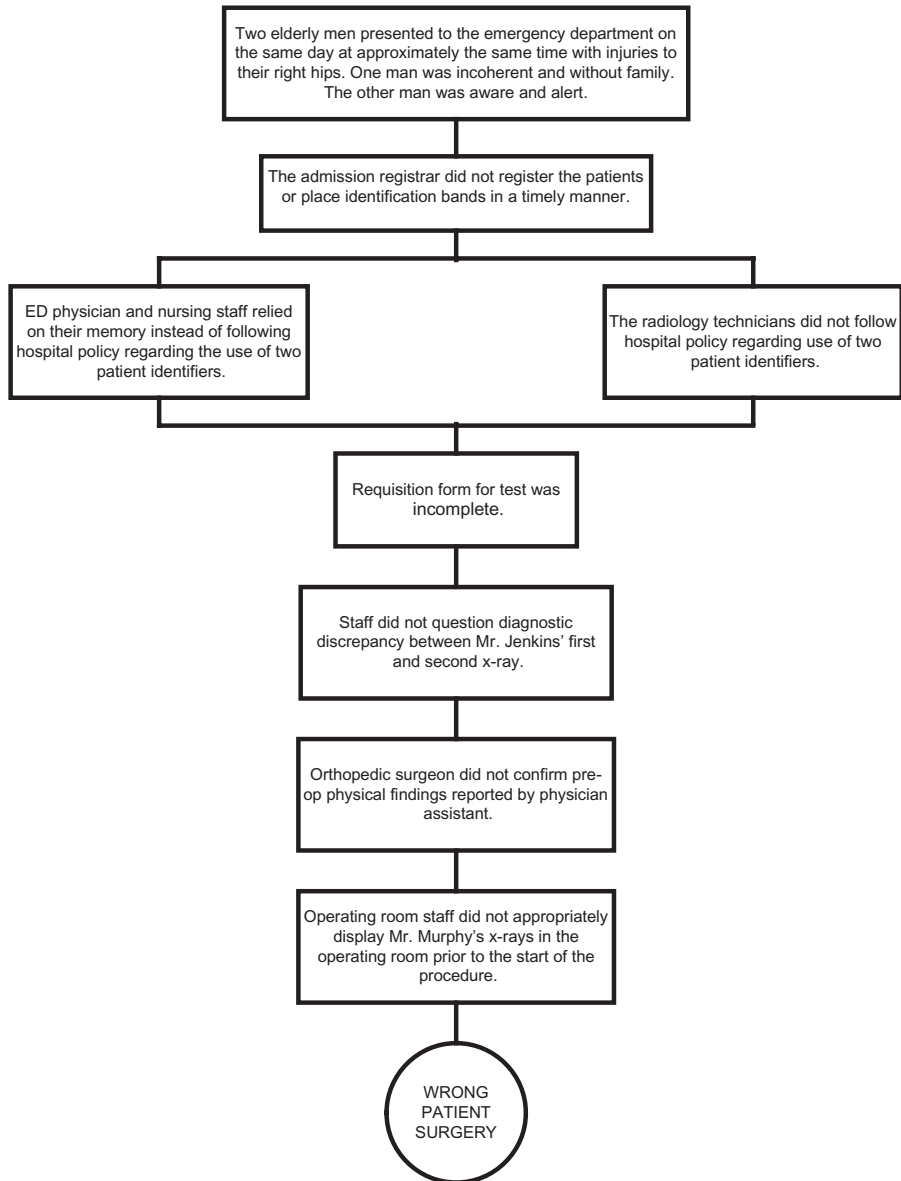 Two elderly men presented to the emergency department on
the same day at approximately the same time with injuries to
their right hips. One man was incoherent and without family.
The other man was aware and alert.
The admission registrar did not register the patients
or place identification bands in a timely manner.
ED physician and nursing staff relied
on their memory instead of following
hospital policy regarding the use of two
patient identifiers.
The radiology technicians did not follow
hospital policy regarding use of two
patient identifiers.
Requisition form for test was
incomplete.
Staff did not question diagnostic
discrepancy between Mr. Jenkins’ first
and second x-ray.
Orthopedic surgeon did not confirm pre-
op physical findings reported by physician
assistant.
Operating room staff did not appropriately
display Mr. Murphy’s x-rays in the
operating room prior to the start of the
procedure.
WRONG
PATIENT
SURGERY